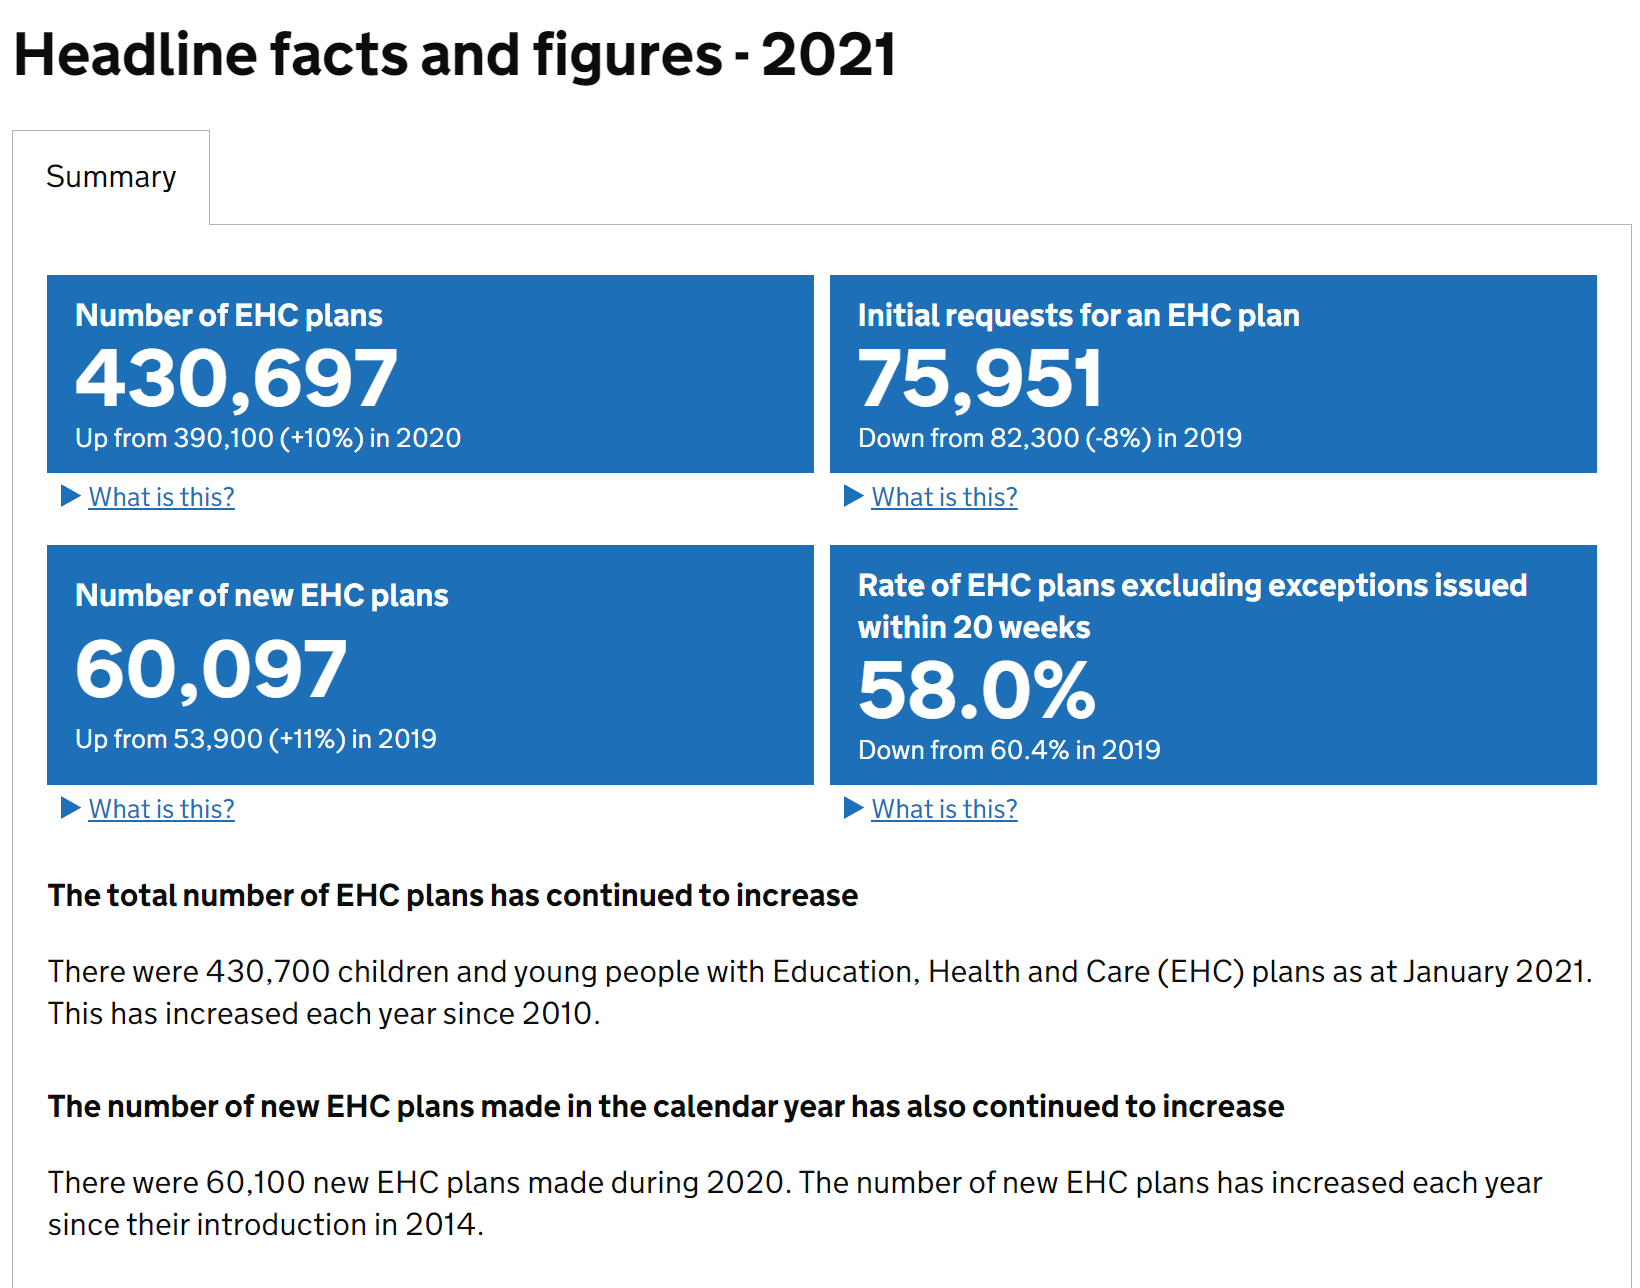 Headline facts and figures - 2021
Summary
Number of EHC plans
430,697
Up from 390,100 (+10%) in 2020
What is this?
Initial requests for an EHC plan
75,951
Down from 82,300 (-8%) in 2019
What is this?
Number of new EHC plans
60,097
Up from 53,900 (+11%) in 2019
What is this?
Rate of EHC plans excluding exceptions issued
within 20 weeks
58.0%
Down from 60.4% in 2019
What is this?
The total number of EHC plans has continued to increase
There were 430,700 children and young people with Education, Health and Care (EHC) plans as at January 2021.
This has increased each year since 2010.
The number of new EHC plans made in the calendar year has also continued to increase
There were 60,100 new EHC plans made during 2020. The number of new EHC plans has increased each year
since their introduction in 2014.